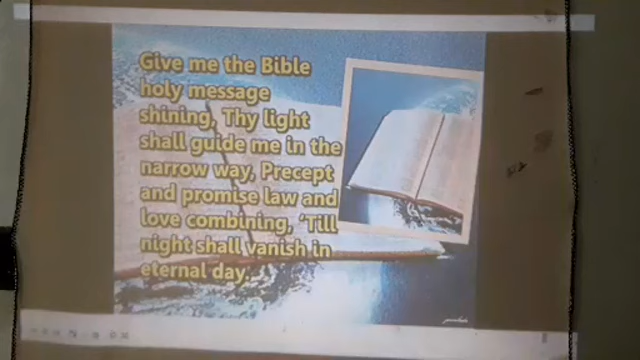 Give me the Bible
holy message
shining, Thy light
shall guide me in the
narrow way, Precept
and promise law and
love combining, 'Till
night shall vanish in
eternal day.